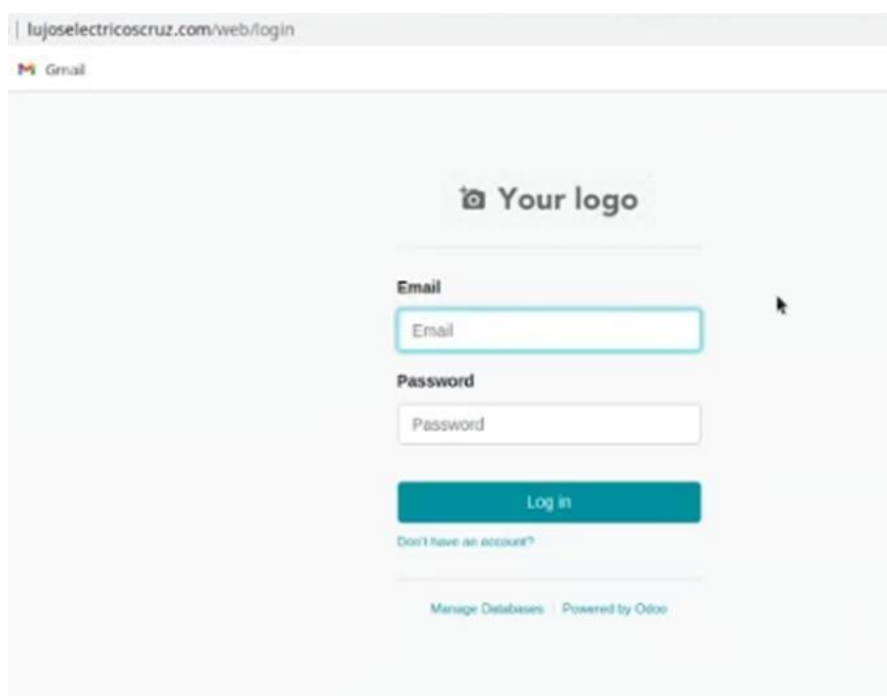 lujoselectricoscruz.com/web/login
Gmail
Your logo
Email
Email
Password
Password
Log in
Don't have an account?
Manage Databases | Powered by Odoo